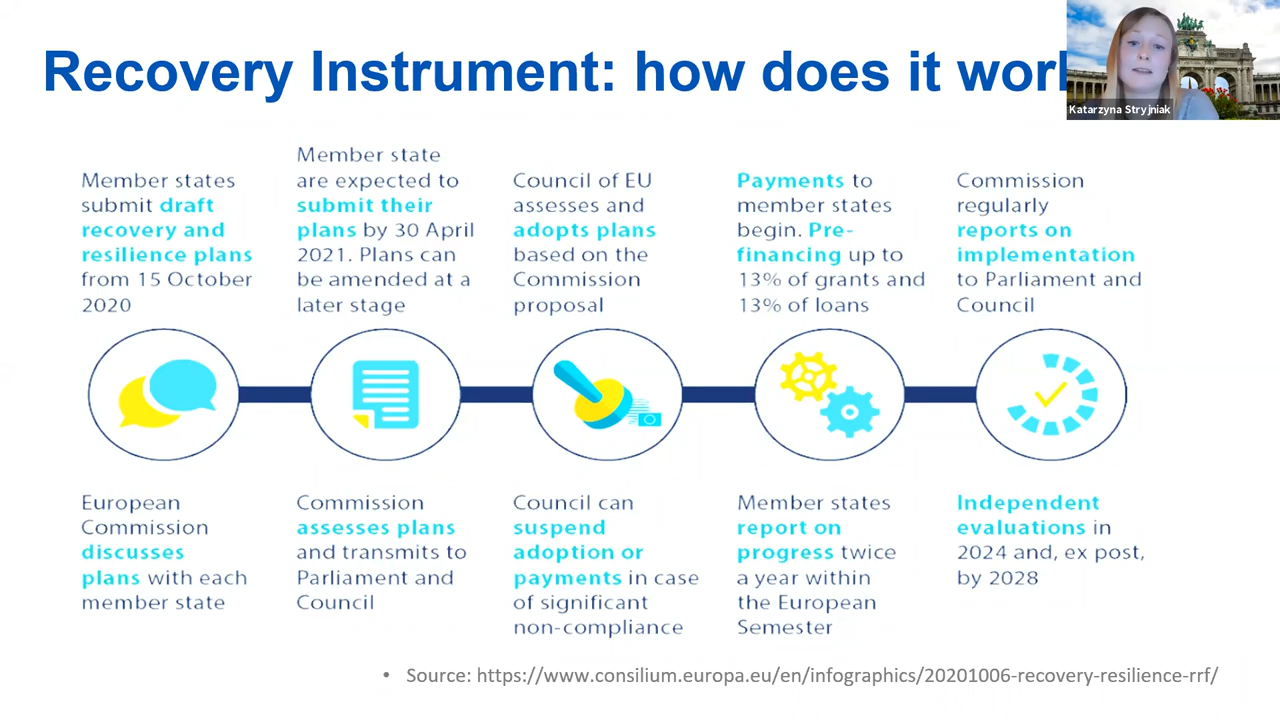 Recovery Instrument: how does it wor
Katarzyna Stryjniak
Member states
submit draft
recovery and
resilience plans
from 15 October
2020
Member state
are expected to
submit their
plans by 30 April
2021. Plans can
be amended at a
later stage
Council of EU
assesses and
adopts plans
based on the
Commission
proposal
Payments to
member states
begin. Pre-
financing up to
13% of grants and
13% of loans
Commission
regularly
reports on
implementation
to Parliament and
Council
European
Commission
discusses
plans with each
member state
Commission
assesses plans
and transmits to
Parliament and
Council
Council can
suspend
adoption or
payments in case
of significant
non-compliance
Member states
report on
progress twice
a year within
the European
Semester
Independent
evaluations in
2024 and, ex post,
by 2028
• Source: https://www.consilium.europa.eu/en/infographics/20201006-recovery-resilience-rrf/